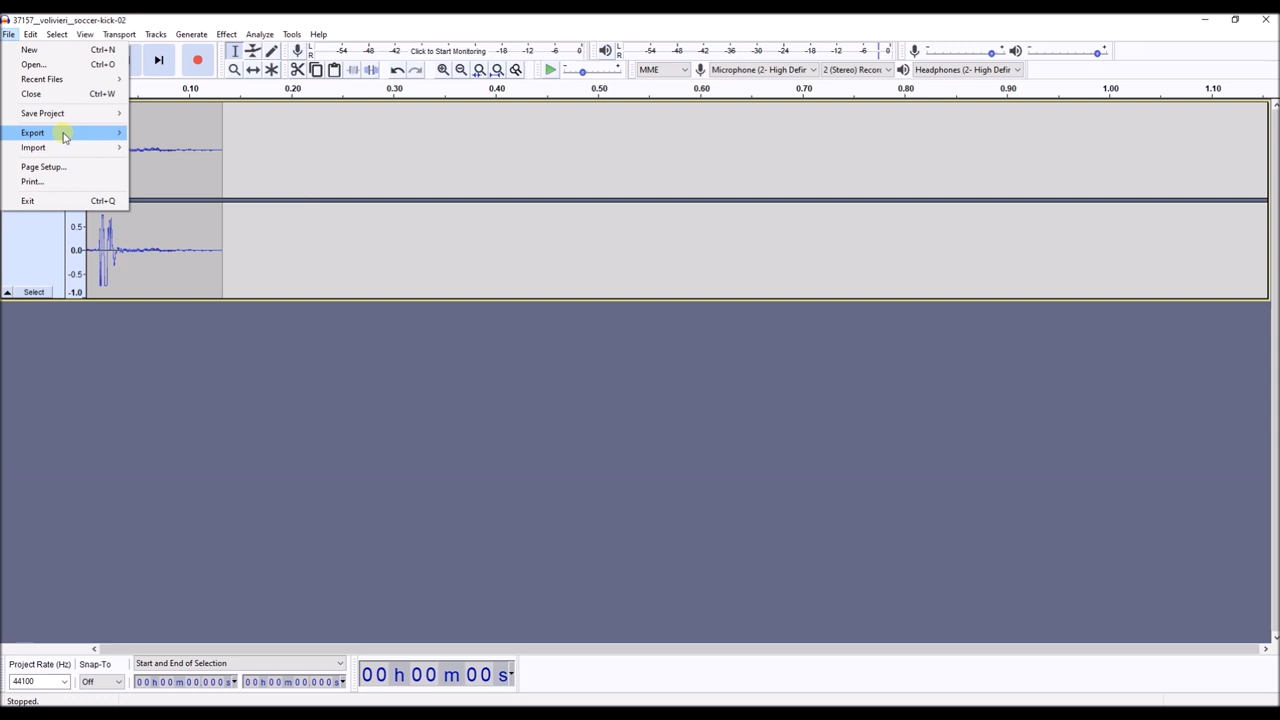 37157__volivieri__soccer-kick-02
File Edit Select View Transport Tracks Generate Effect Analyze Tools Help
New Ctrl+N
Open... Ctrl+O
Recent Files
Close Ctrl+W
Save Project
Export
Import
Page Setup...
Print...
Exit Ctrl+Q
L R -54 -48 -42 Click to Start Monitoring -18 -12 -6 0
L R -54 -48 -42 -36 -30 -24 -18 -12 -6 0
MME Microphone (2- High Defir 2 (Stereo) Recor Headphones (2- High Defir
0.10 0.20 0.30 0.40 0.50 0.60 0.70 0.80 0.90 1.00 1.10
0.5
0.0
-0.5
-1.0
Select
Project Rate (Hz) Snap-To Start and End of Selection
44100 Off 00 h 00 m 00.000 s 00 h 00 m 00.000 s
00 h 00 m 00 s
Stopped.